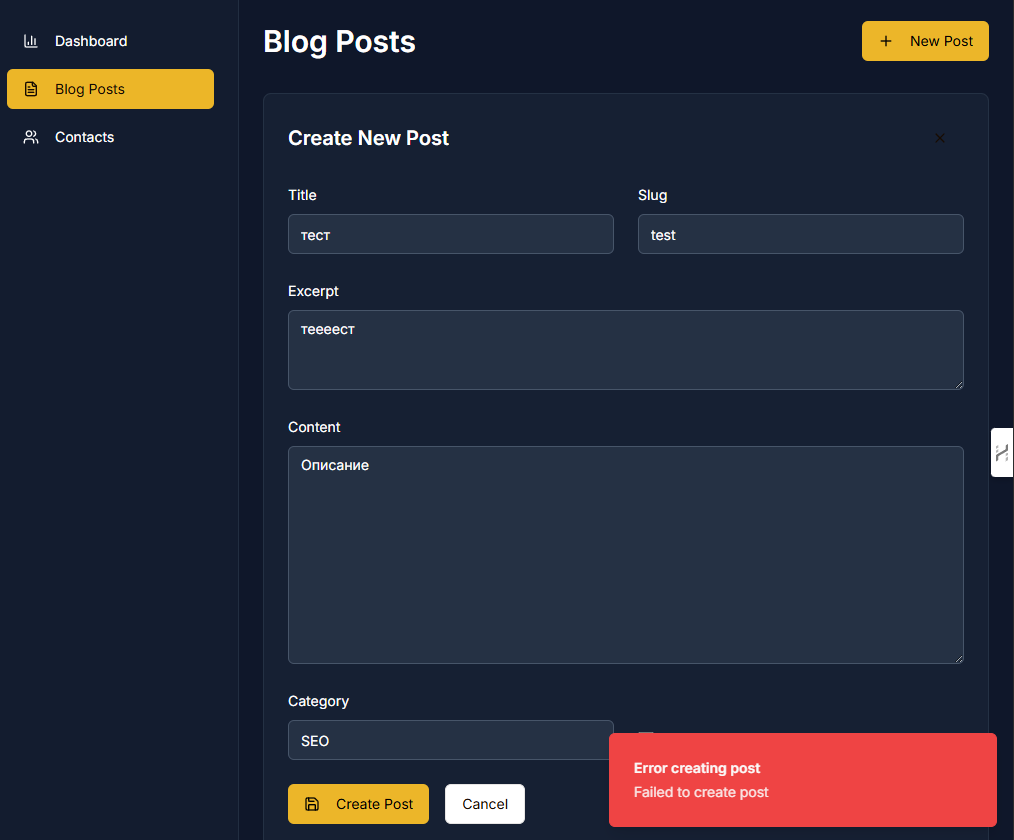 Dashboard
Blog Posts
Contacts
Blog Posts
New Post
Create New Post
Title
Slug
тест
test
Excerpt
теееест
Content
Описание
Category
SEO
Create Post
Cancel
Error creating post
Failed to create post